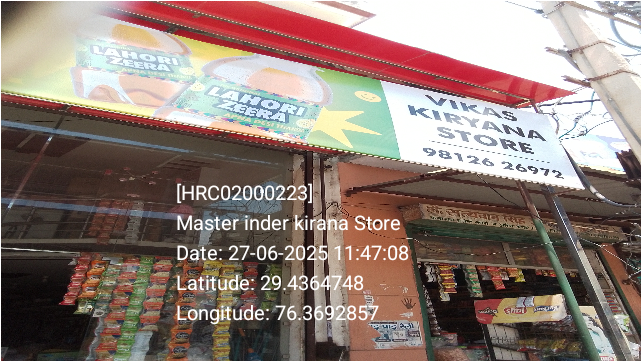 LAHORI
ZEERA
LAHORI
ZEERA
VIKAS
KIRYANA
STORE
98126 26972
[HRC02000223]
Master inder kirana Store
Date: 27-06-2025 11:47:08
Latitude: 29.4364748
Longitude: 76.3692857